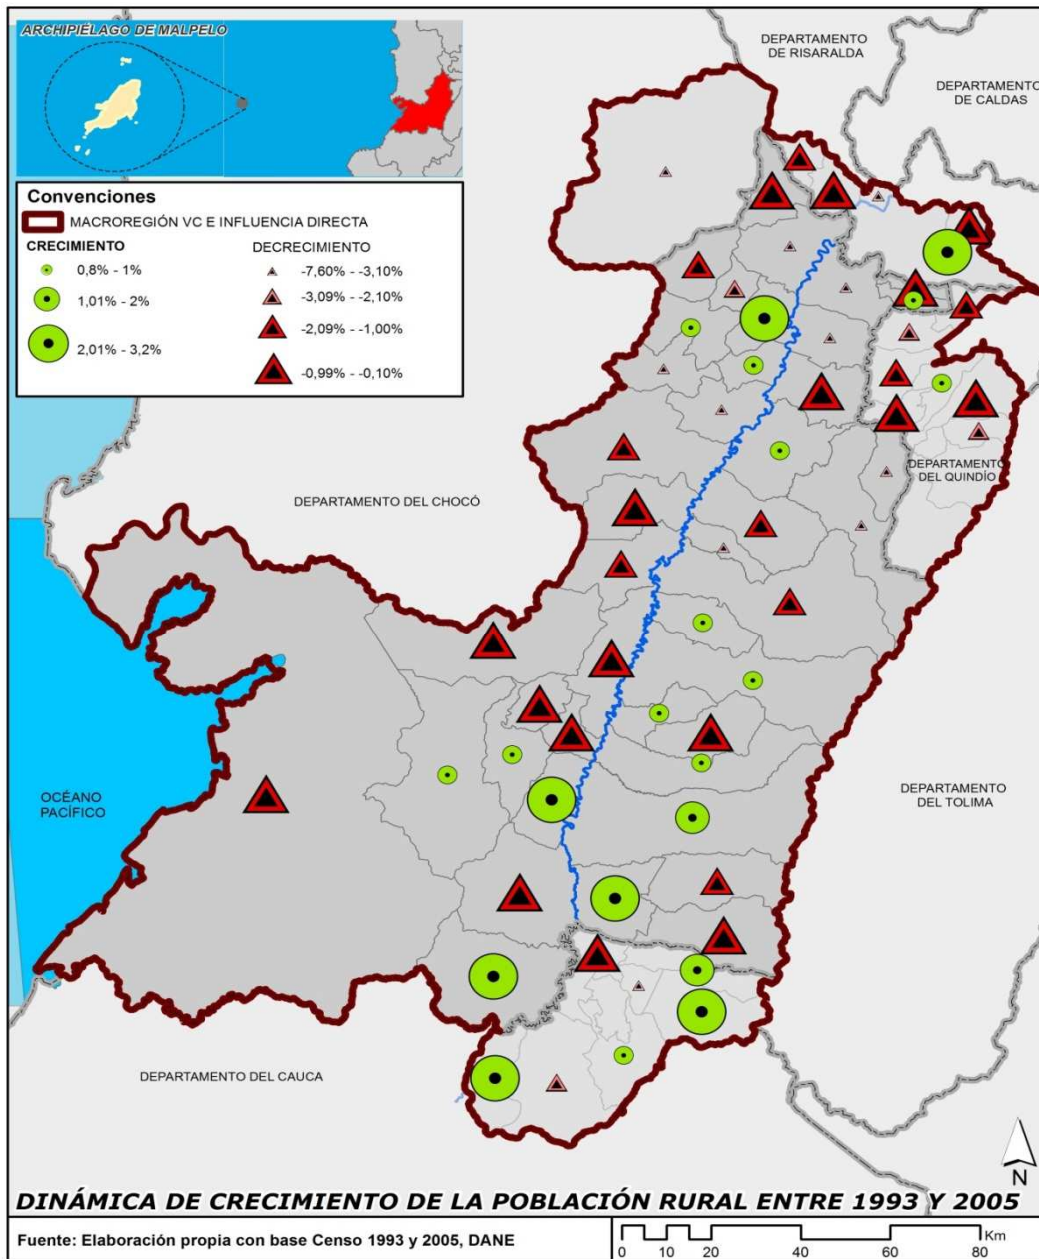 ARCHIPIÉLAGO DE MALPELO
DEPARTAMENTO
DE RISARALDA
DEPARTAMENTO
DE CALDAS
Convenciones
MACROREGIÓN VC E INFLUENCIA DIRECTA
CRECIMIENTO
0,8% - 1%
1,01% - 2%
2,01% - 3,2%
DECRECIMIENTO
-7,60% - -3,10%
-3,09% - -2,10%
-2,09% - -1,00%
-0,99% - -0,10%
DEPARTAMENTO
DEL QUINDÍO
DEPARTAMENTO DEL CHOCÓ
OCÉANO
PACÍFICO
DEPARTAMENTO
DEL TOLIMA
DEPARTAMENTO DEL CAUCA
N
DINÁMICA DE CRECIMIENTO DE LA POBLACIÓN RURAL ENTRE 1993 Y 2005
Fuente: Elaboración propia con base Censo 1993 y 2005, DANE
Km
0 10 20 40 60 80